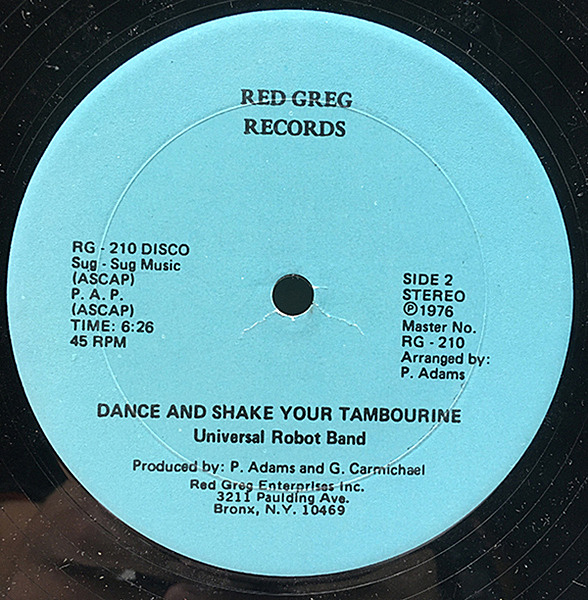 RED GREG
RECORDS
RG - 210 DISCO
Sug - Sug Music
(ASCAP)
P. A. P.
(ASCAP)
TIME: 6:26
45 RPM
SIDE 2
STEREO
℗1976
Master No.
RG - 210
Arranged by:
P. Adams
DANCE AND SHAKE YOUR TAMBOURINE
Universal Robot Band
Produced by: P. Adams and G. Carmichael
Red Greg Enterprises Inc.
3211 Paulding Ave.
Bronx, N.Y. 10469